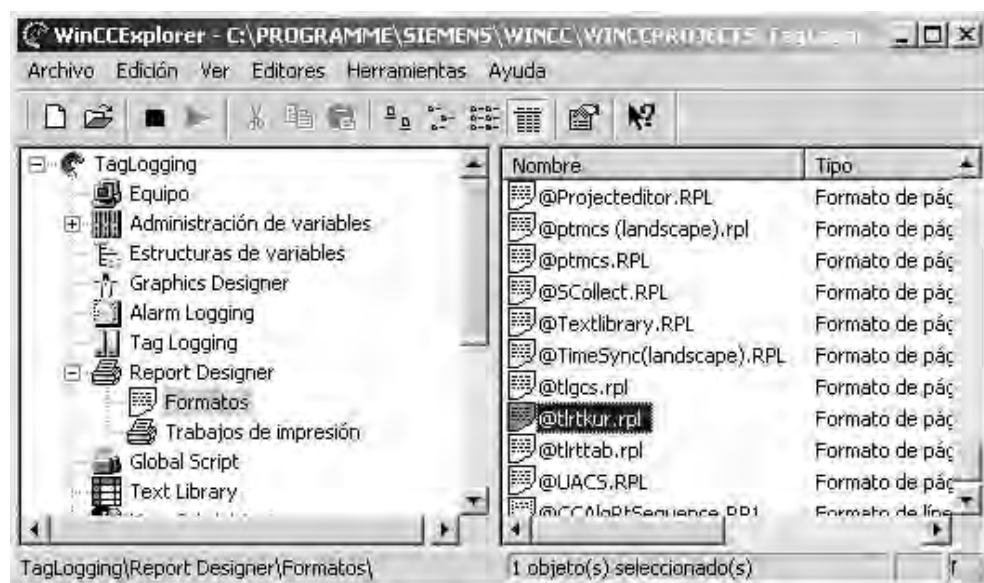 WinCCExplorer - C:\PROGRAMME\SIEMENS\WINCC\WINCCPROJECTS
Archivo Edición Ver Editores Herramientas Ayuda
TagLogging
Equipo
Administración de variables
Estructuras de variables
Graphics Designer
Alarm Logging
Tag Logging
Report Designer
Formatos
Trabajos de impresión
Global Script
Text Library
Nombre Tipo
@Projecteditor.RPL Formato de pág
@ptmcs (landscape).rpl Formato de pág
@ptmcs.RPL Formato de pág
@SCollect.RPL Formato de pág
@Textlibrary.RPL Formato de pág
@TimeSync(landscape).RPL Formato de pág
@tlgcs.rpl Formato de pág
@tlrtkur.rpl Formato de pág
@tlrttab.rpl Formato de pág
@UACS.RPL Formato de pág
@CCAlgRtSequence.RP1 Formato de líne
TagLogging\Report Designer\Formatos\ 1 objeto(s) seleccionado(s)